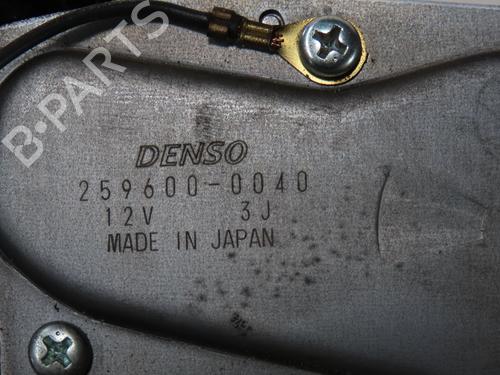 B-PARTS
DENSO
259600-0040
12V 3J
MADE IN JAPAN